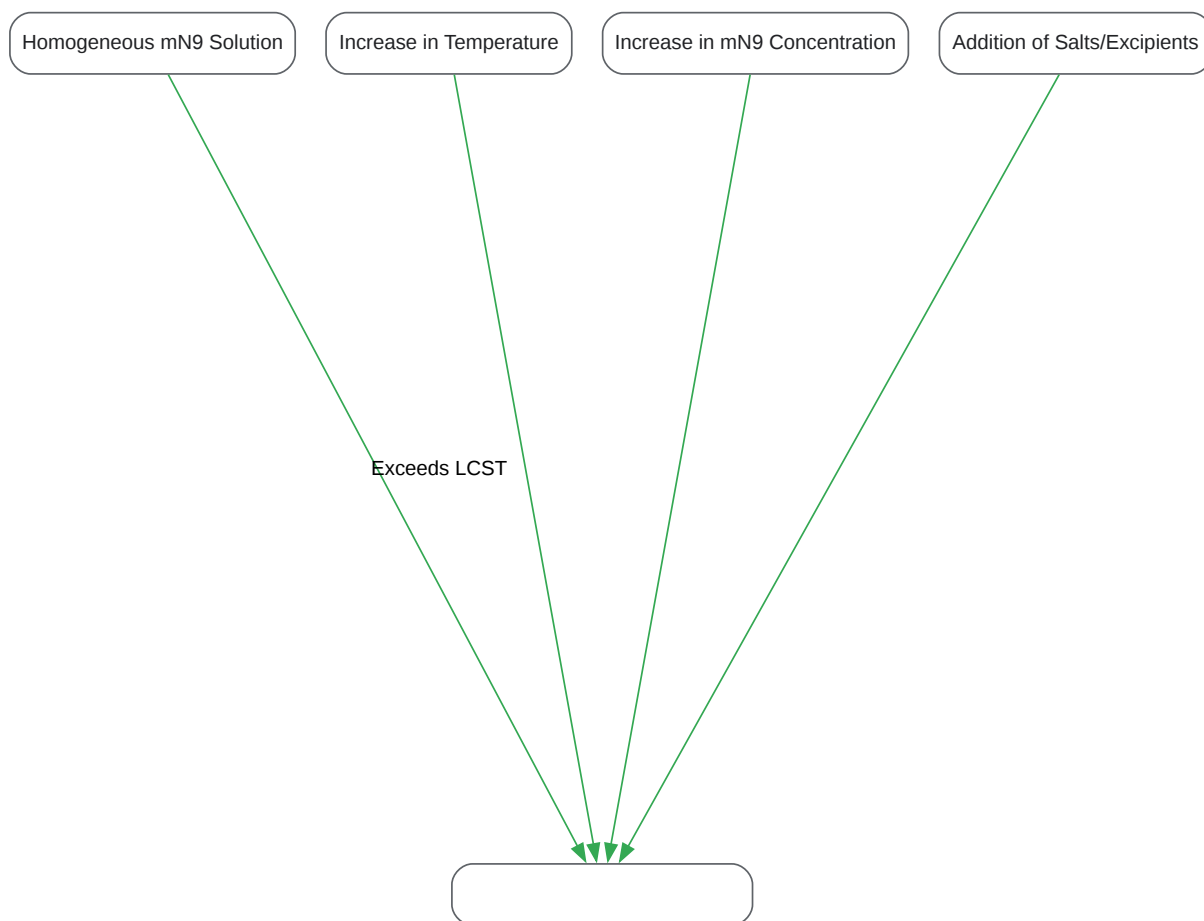 Homogeneous mN9 Solution
Increase in Temperature
Increase in mN9 Concentration
Addition of Salts/Excipients
Exceeds LCST